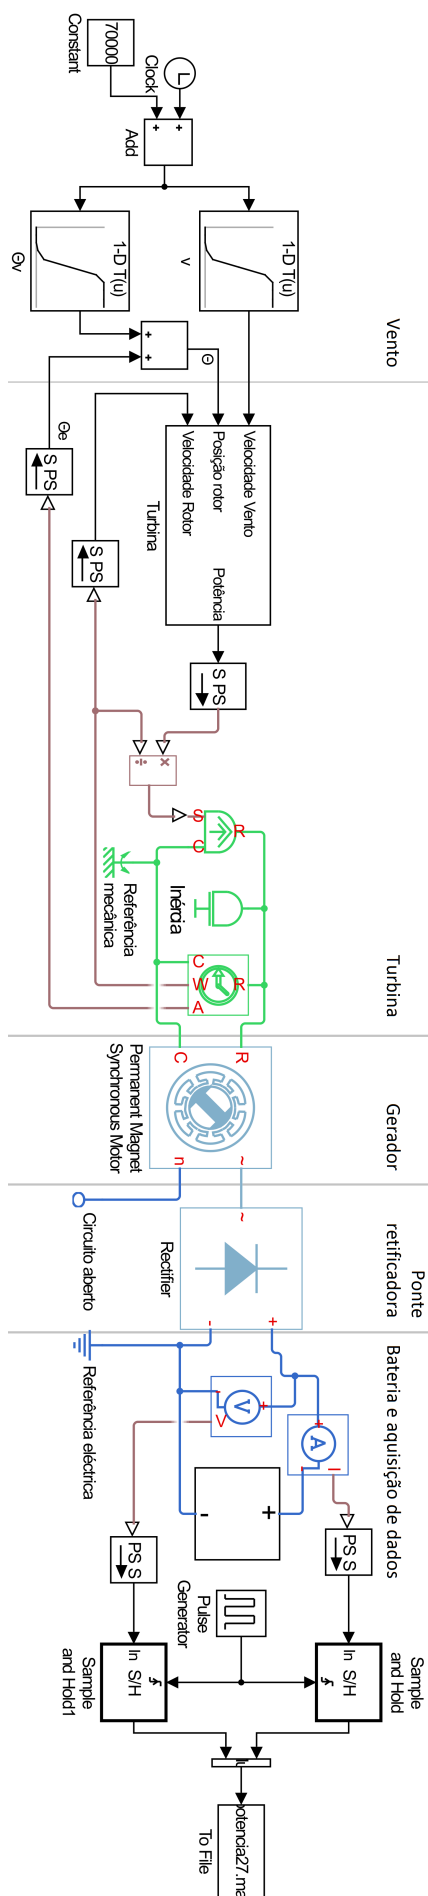 Vento
Turbina
Gerador
Ponte
retificadora
Bateria e aquisição de dados
Clock
70000
Constant
+
+
Add
1-D T(u)
v
1-D T(u)
Θv
+
+
Θ
Velocidade Vento
Posição rotor
Velocidade Rotor
Potência
Turbina
S PS
Θe
S PS
S PS
×
÷
S
C
R
Inércia
Referência
mecânica
C
W
A
R
R
C
~
n
Permanent Magnet
Synchronous Motor
Circuito aberto
~
+
-
Rectifier
Referência eléctrica
+
A
I
-
+
V
V
-
+
-
PS S
PS S
Pulse
Generator
In
S/H
Sample
and Hold
In
S/H
Sample
and Hold1
otencia27.ma
To File